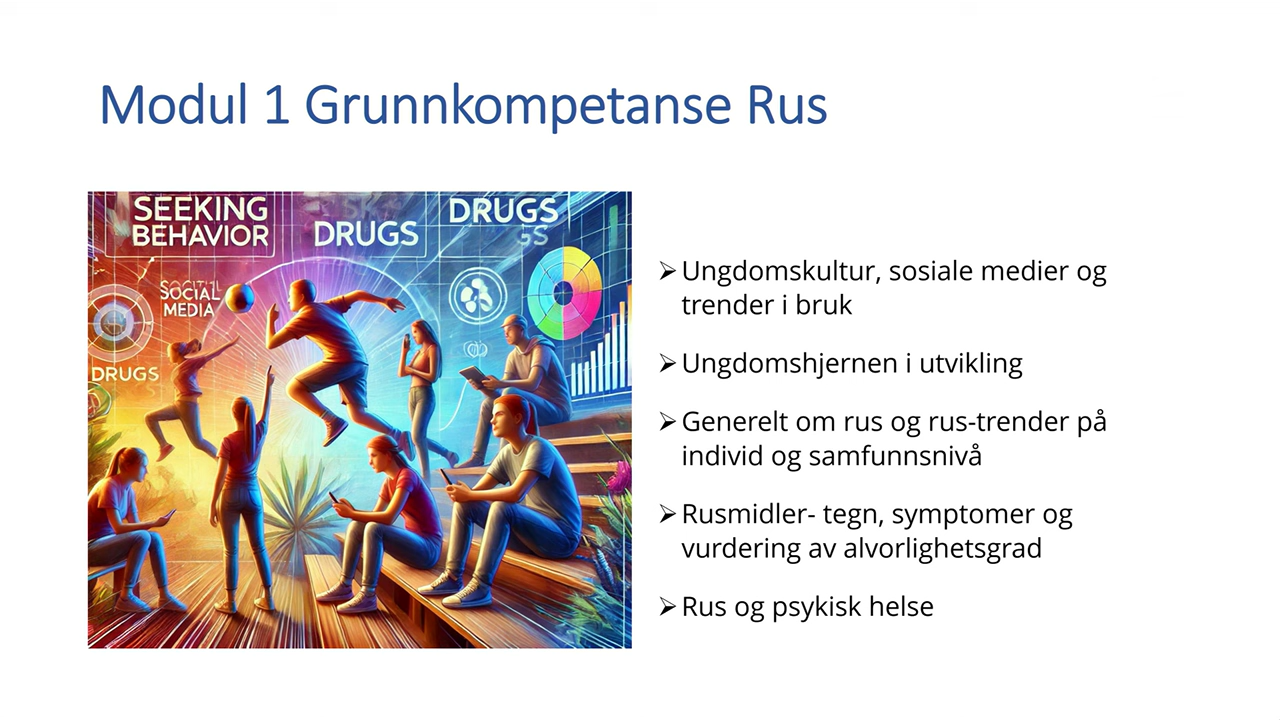 Modul 1 Grunnkompetanse Rus
SEEKING
BEHAVIOR
DRUGS
DRUGS
GS
SOCIAL
MEDIA
DRUGS
➢Ungdomskultur, sosiale medier og
trender i bruk
➢Ungdomshjernen i utvikling
➢Generelt om rus og rus-trender på
individ og samfunnsnivå
➢Rusmidler- tegn, symptomer og
vurdering av alvorlighetsgrad
➢Rus og psykisk helse